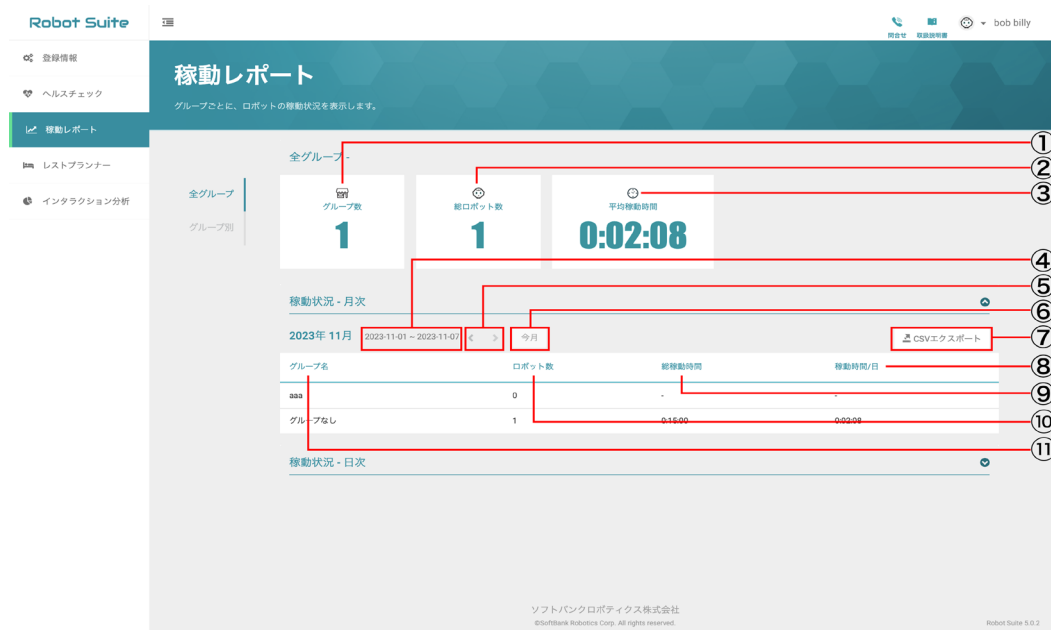 Robot Suite
問合せ
取扱説明書
bob billy
登録情報
ヘルスチェック
稼動レポート
レストプランナー
インタラクション分析
稼動レポート
グループごとに、ロボットの稼動状況を表示します。
全グループ
グループ別
全グループ -
グループ数
1
総ロボット数
1
平均稼動時間
0:02:08
①
②
③
④
⑤
⑥
⑦
⑧
⑨
⑩
⑪
稼動状況 - 月次
2023年 11月 2023-11-01 ~ 2023-11-07 < > 今月 CSVエクスポート
グループ名 ロボット数 総稼動時間 稼動時間/日
aaa 0 - -
グループなし 1 0:15:00 0:02:08
稼動状況 - 日次
ソフトバンクロボティクス株式会社
©SoftBank Robotics Corp. All rights reserved.
Robot Suite 5.0.2